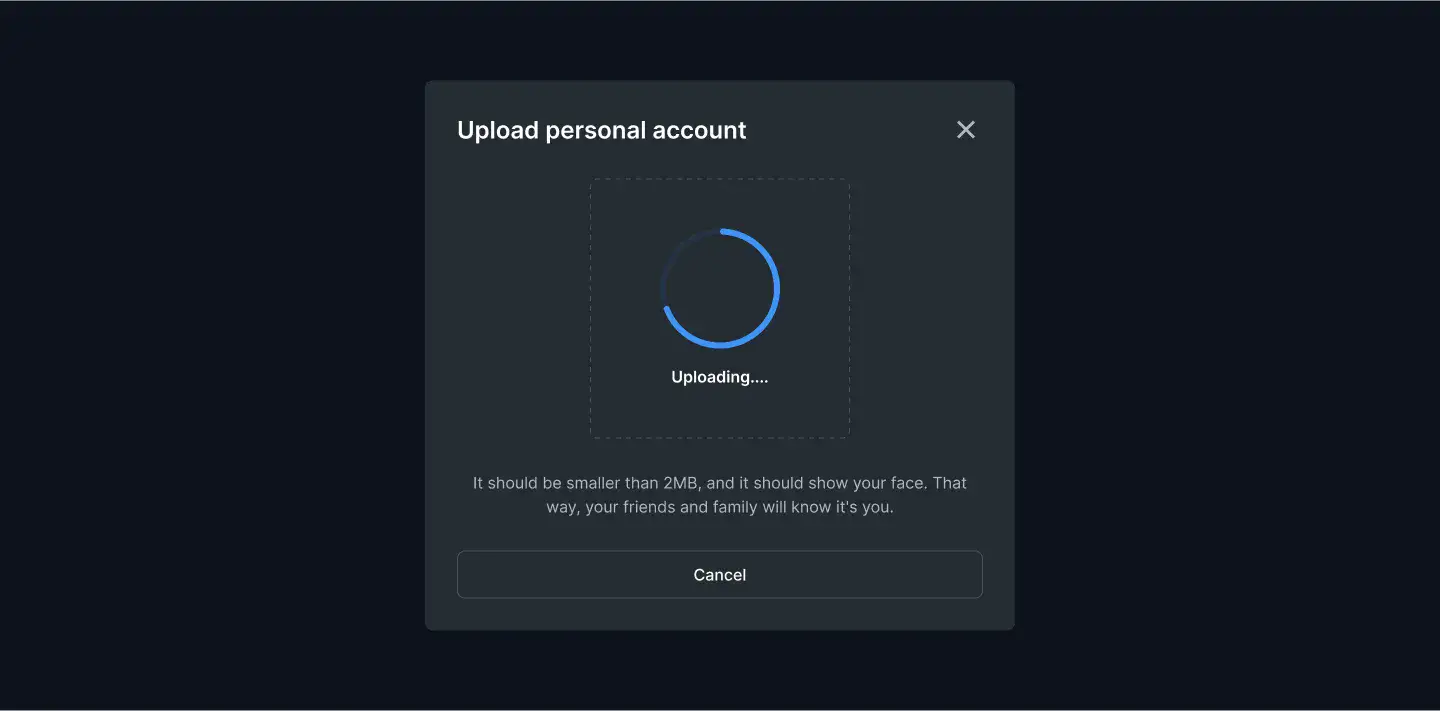 Upload personal account
Uploading....
It should be smaller than 2MB, and it should show your face. That
way, your friends and family will know it's you.
Cancel